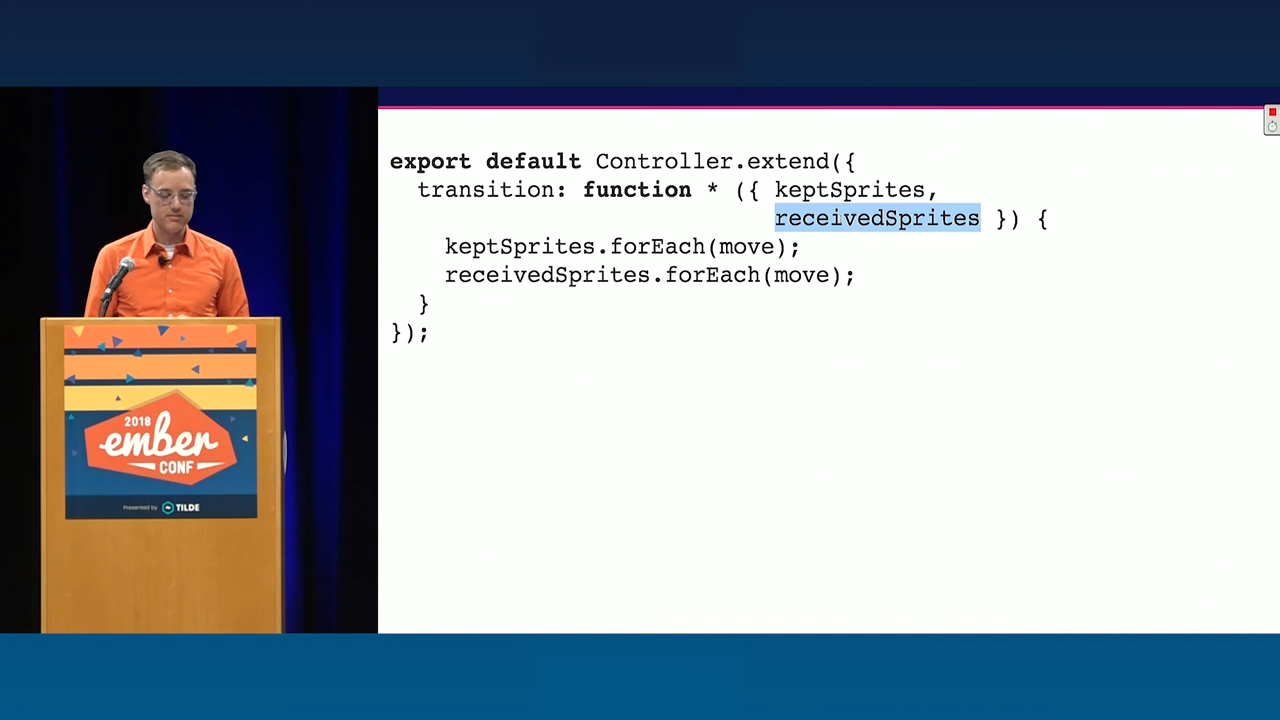 export default Controller.extend({
transition: function * ({ keptSprites,
receivedSprites }) {
keptSprites.forEach(move);
receivedSprites.forEach(move);
}
});
2018
ember
CONF
Presented by TILDE